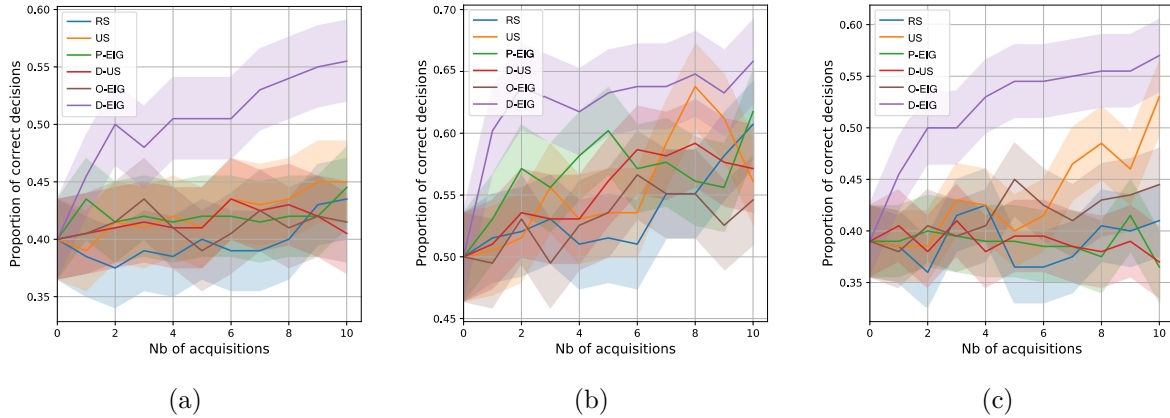 0.60
0.55
0.50
0.45
0.40
0.35
Proportion of correct decisions
RS
US
P-EIG
D-US
O-EIG
D-EIG
0 2 4 6 8 10
Nb of acquisitions
(a)
0.70
0.65
0.60
0.55
0.50
0.45
Proportion of correct decisions
RS
US
P-EIG
D-US
O-EIG
D-EIG
0 2 4 6 8 10
Nb of acquisitions
(b)
0.60
0.55
0.50
0.45
0.40
0.35
Proportion of correct decisions
RS
US
P-EIG
D-US
O-EIG
D-EIG
0 2 4 6 8 10
Nb of acquisitions
(c)